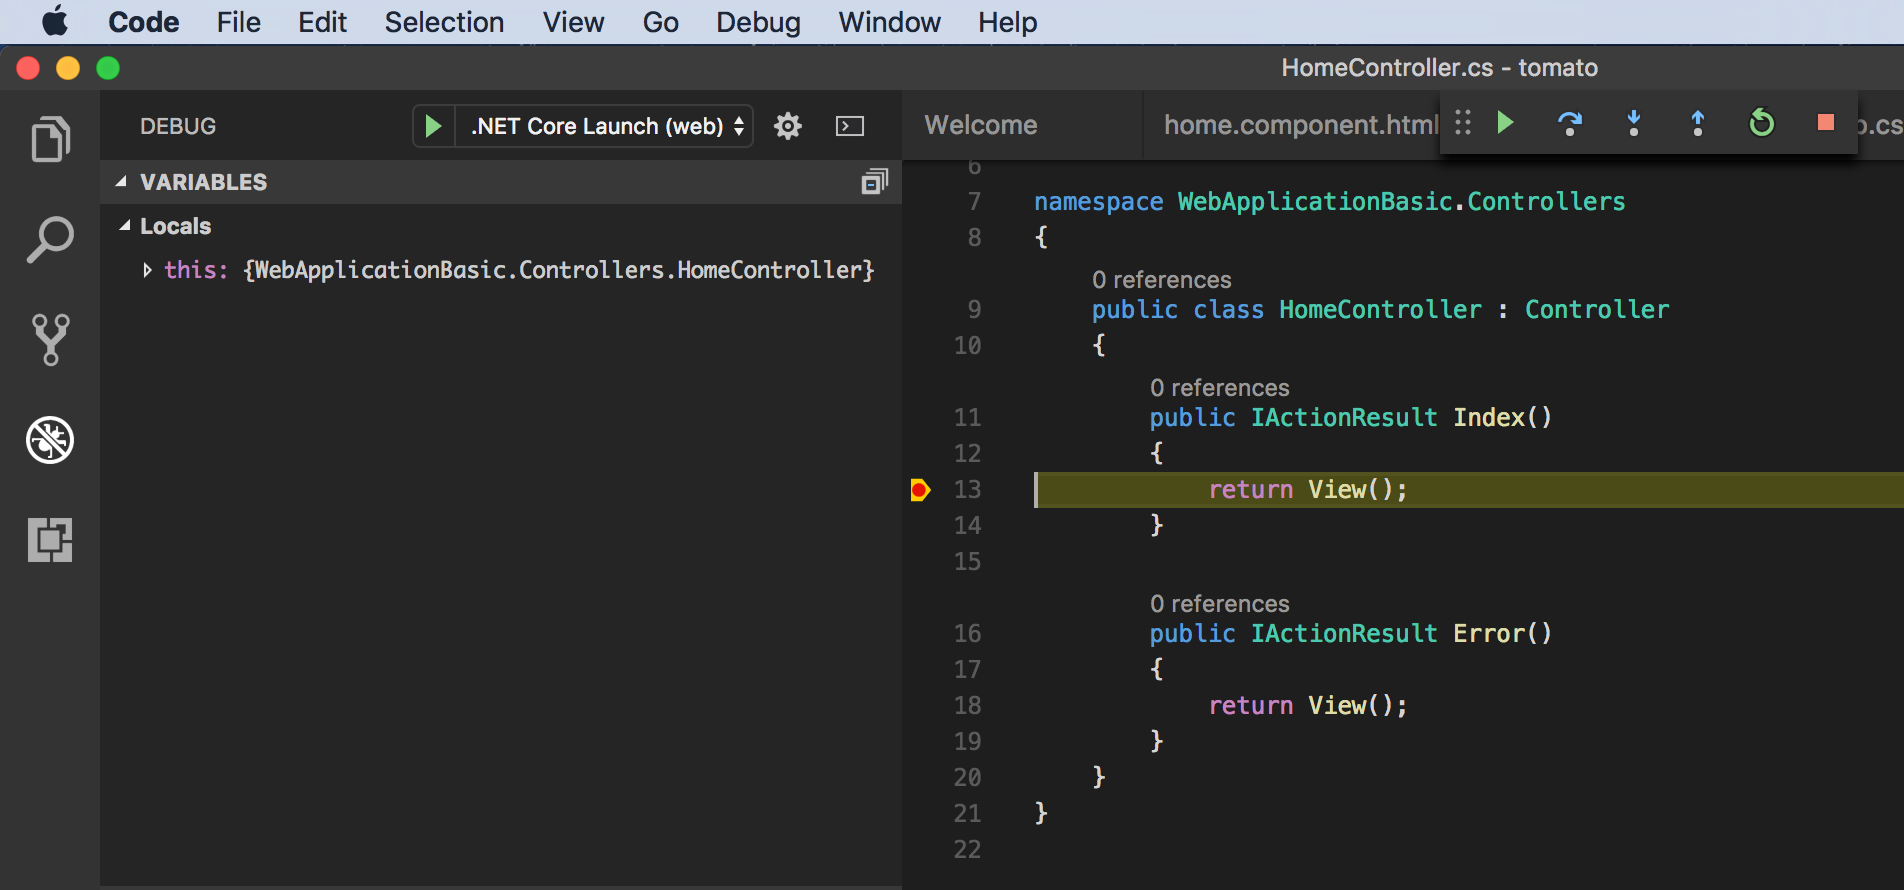 Code File Edit Selection View Go Debug Window Help
HomeController.cs - tomato
DEBUG
.NET Core Launch (web)
VARIABLES
Locals
this: {WebApplicationBasic.Controllers.HomeController}
Welcome home.component.html
6
7 namespace WebApplicationBasic.Controllers
8 {
0 references
9 public class HomeController : Controller
10 {
0 references
11 public IActionResult Index()
12 {
13 return View();
14 }
15
0 references
16 public IActionResult Error()
17 {
18 return View();
19 }
20 }
21 }
22